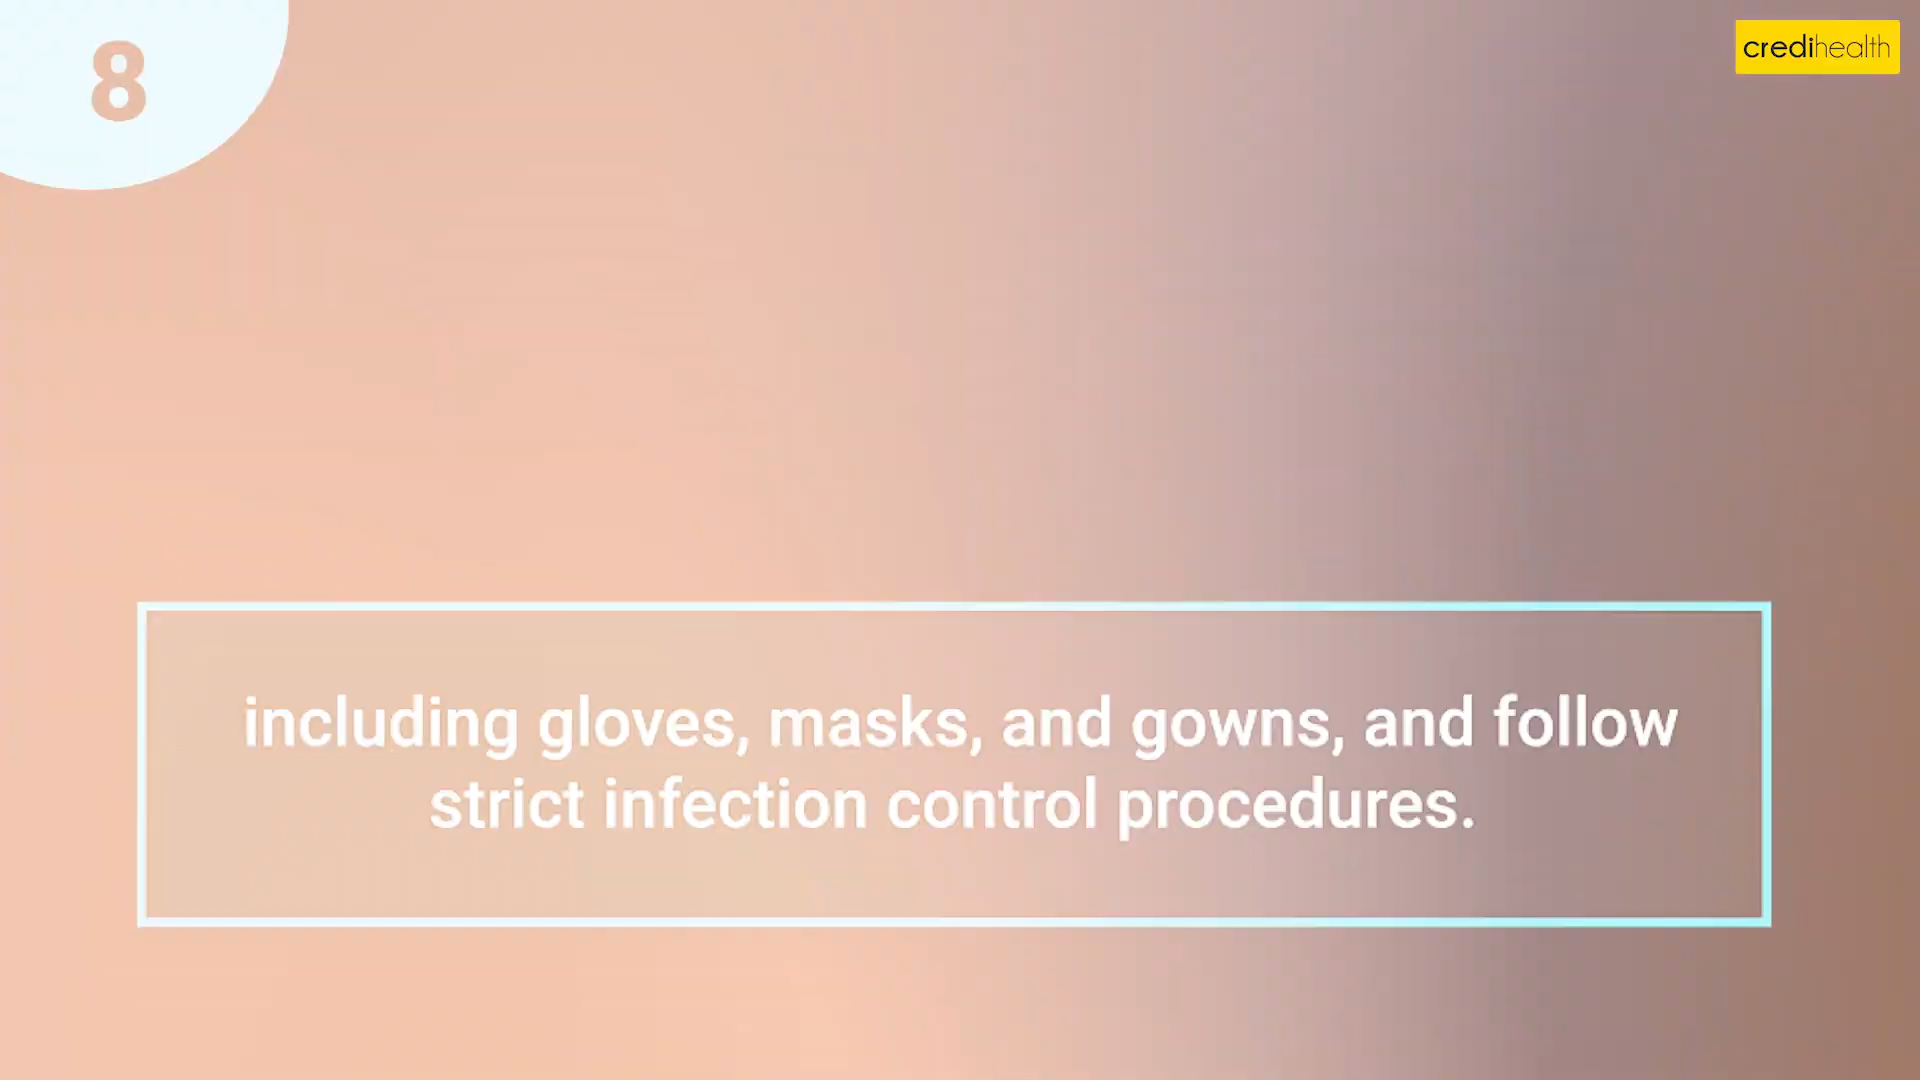 8
credihealth
including gloves, masks, and gowns, and follow
strict infection control procedures.